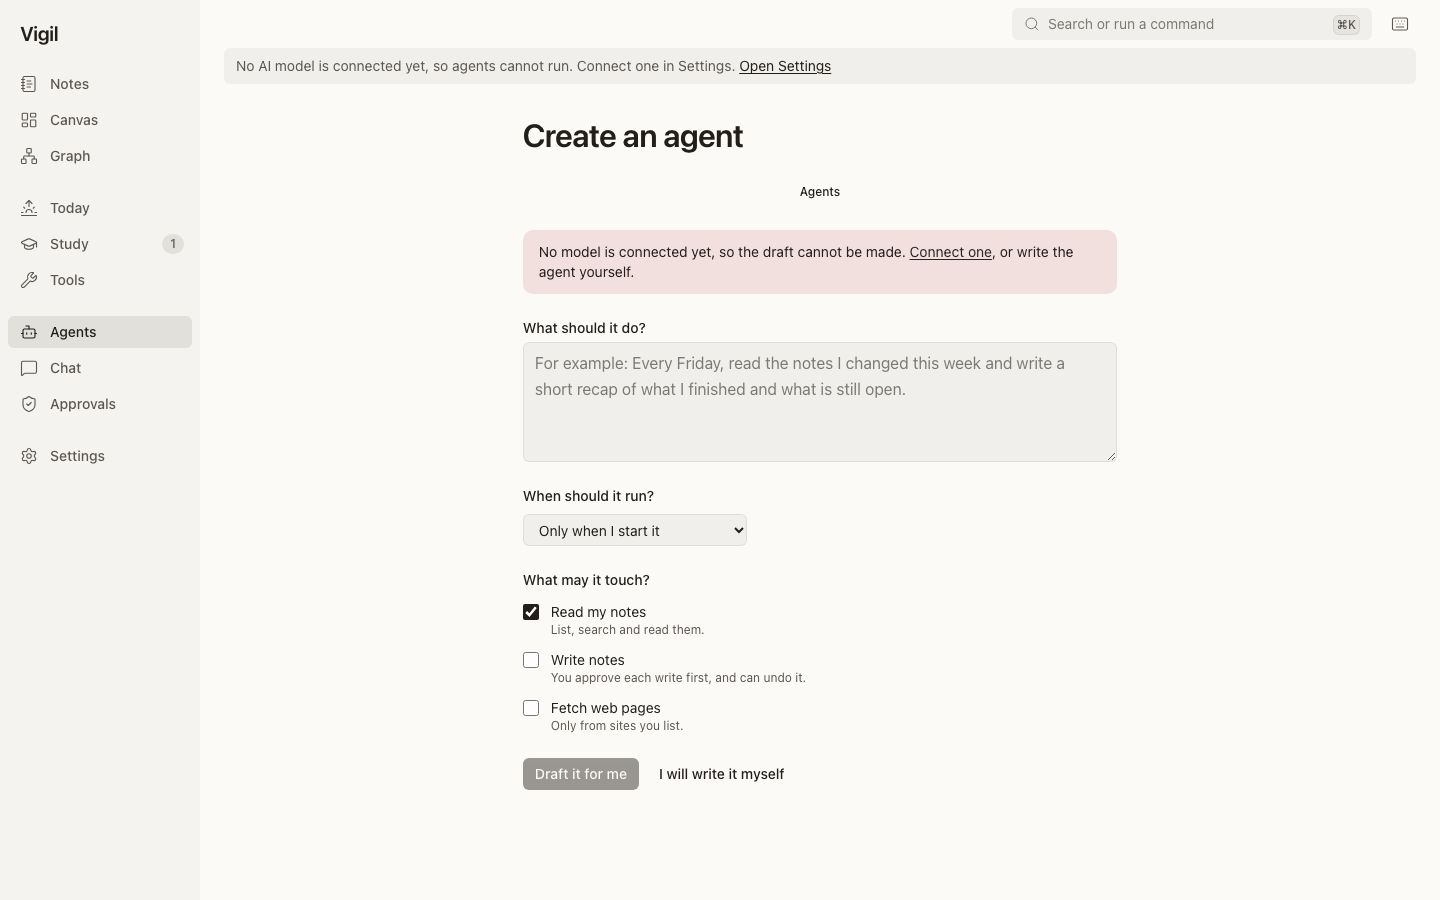 Vigil
Search or run a command
⌘K
Notes
Canvas
Graph
Today
Study
1
Tools
Agents
Chat
Approvals
Settings
No AI model is connected yet, so agents cannot run. Connect one in Settings. Open Settings
Create an agent
Agents
No model is connected yet, so the draft cannot be made. Connect one, or write the
agent yourself.
What should it do?
For example: Every Friday, read the notes I changed this week and write a
short recap of what I finished and what is still open.
When should it run?
Only when I start it
What may it touch?
Read my notes
List, search and read them.
Write notes
You approve each write first, and can undo it.
Fetch web pages
Only from sites you list.
Draft it for me
I will write it myself